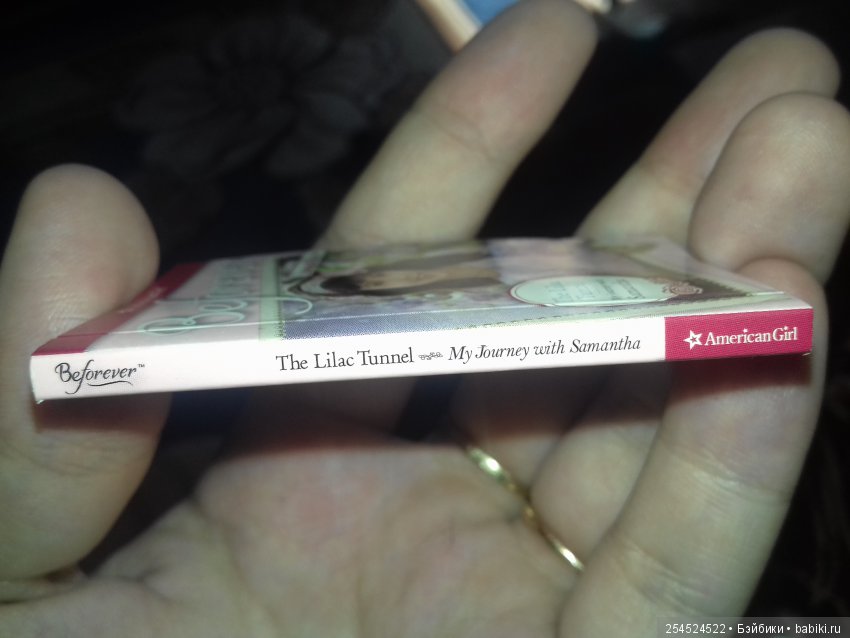 Beforever™
The Lilac Tunnel My Journey with Samantha
American Girl
254524522 • Бэйбики • babiki.ru